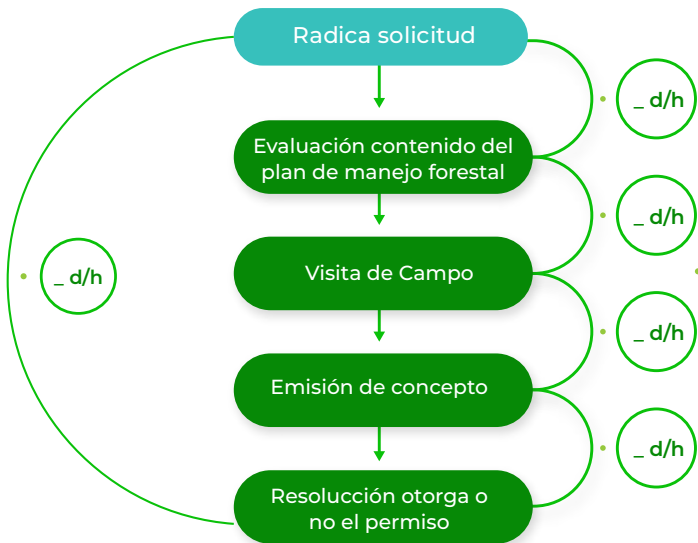 Radica solicitud
_ d/h
Evaluación contenido del
plan de manejo forestal
_ d/h
Visita de Campo
_ d/h
_ d/h
Emisión de concepto
_ d/h
Resolucción otorga o
no el permiso